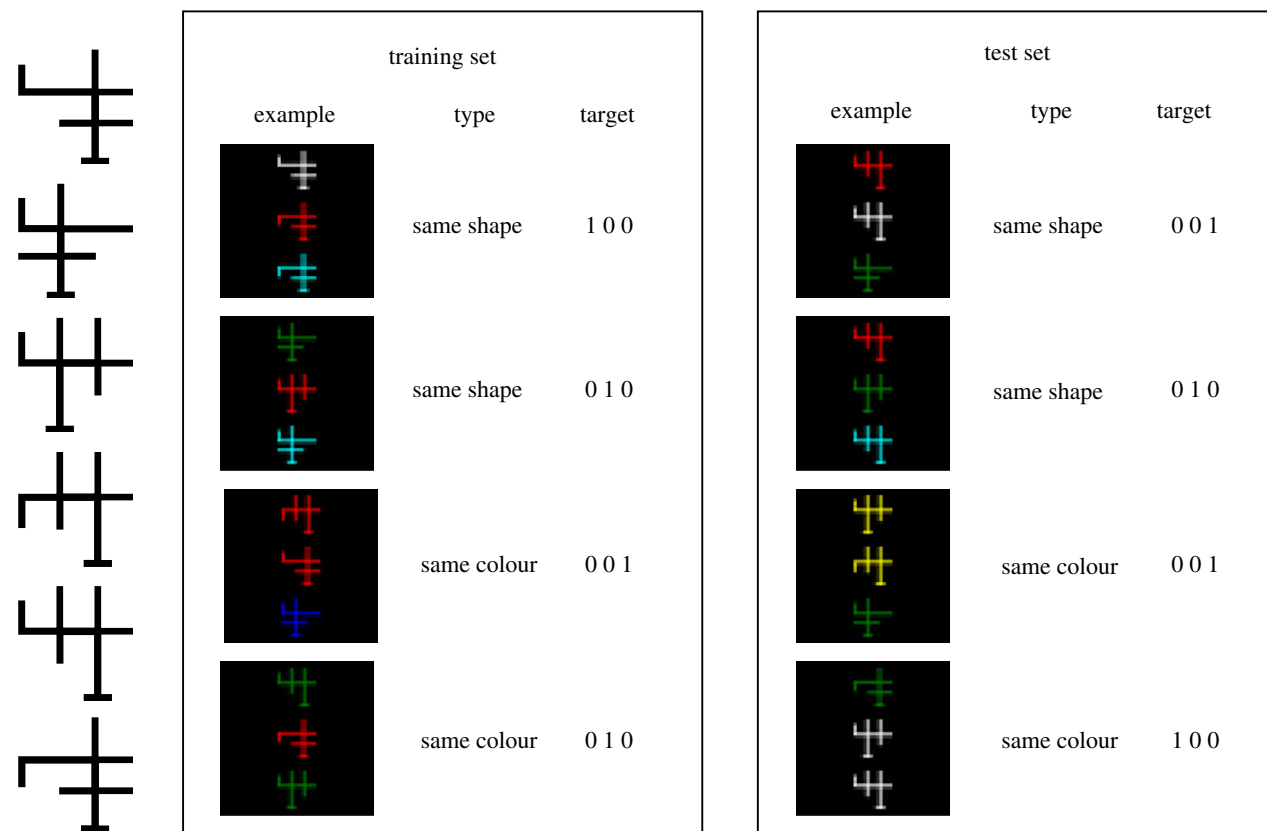 training set
example type target
same shape 1 0 0
same shape 0 1 0
same colour 0 0 1
same colour 0 1 0
test set
example type target
same shape 0 0 1
same shape 0 1 0
same colour 0 0 1
same colour 1 0 0